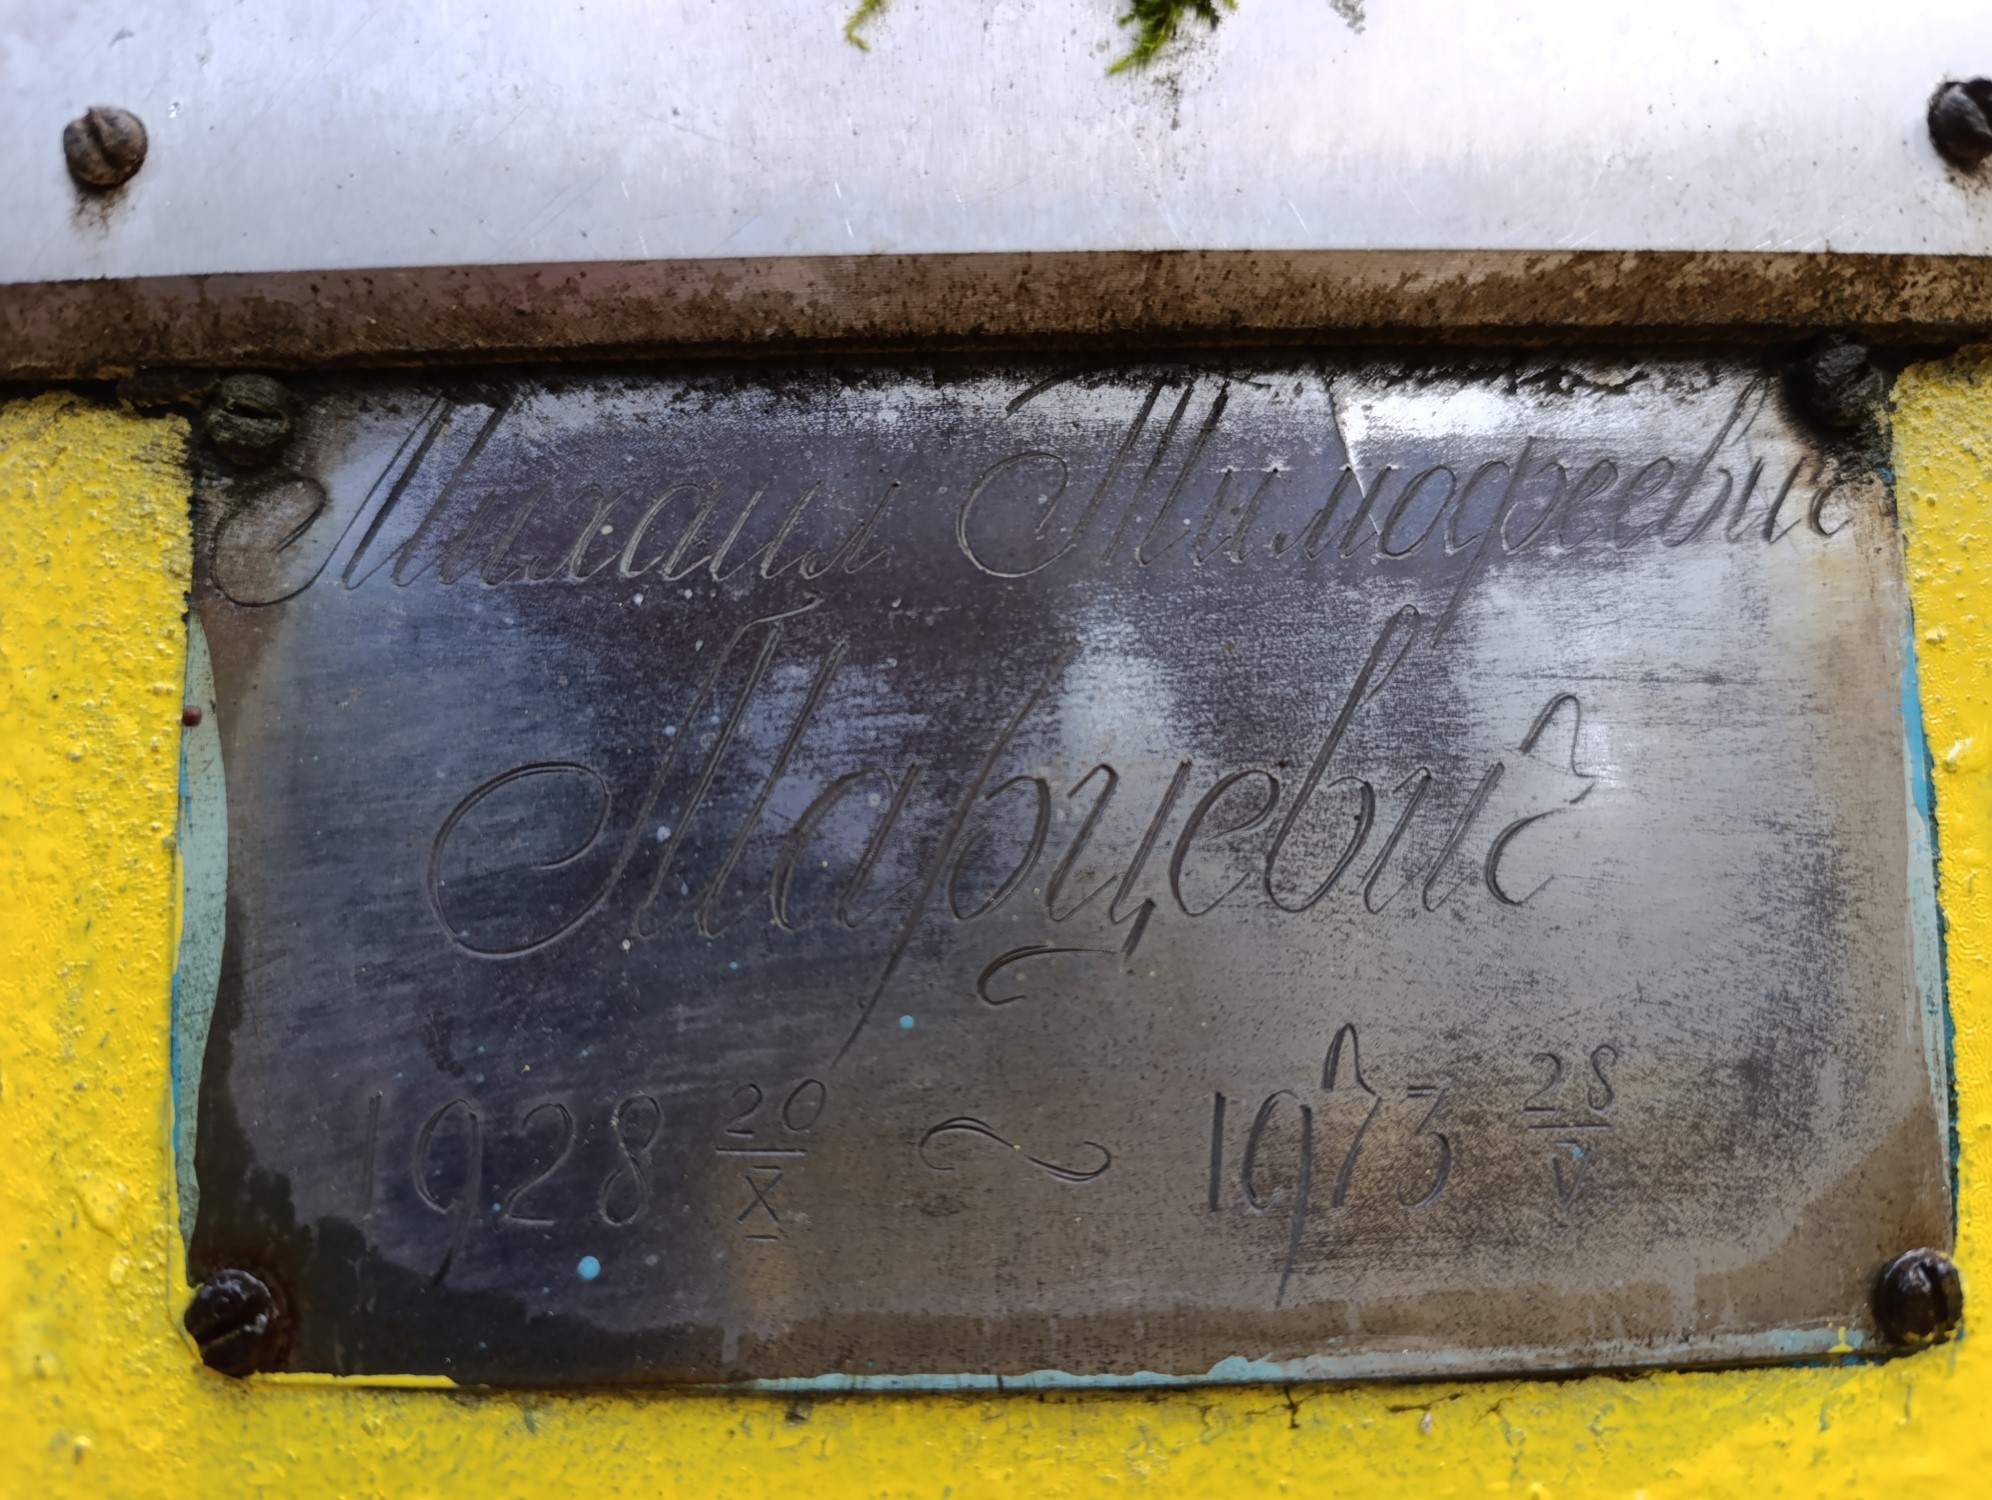 Михаил Тимофеевич
Марцевич
1928 20/X ~ 1973 28/V